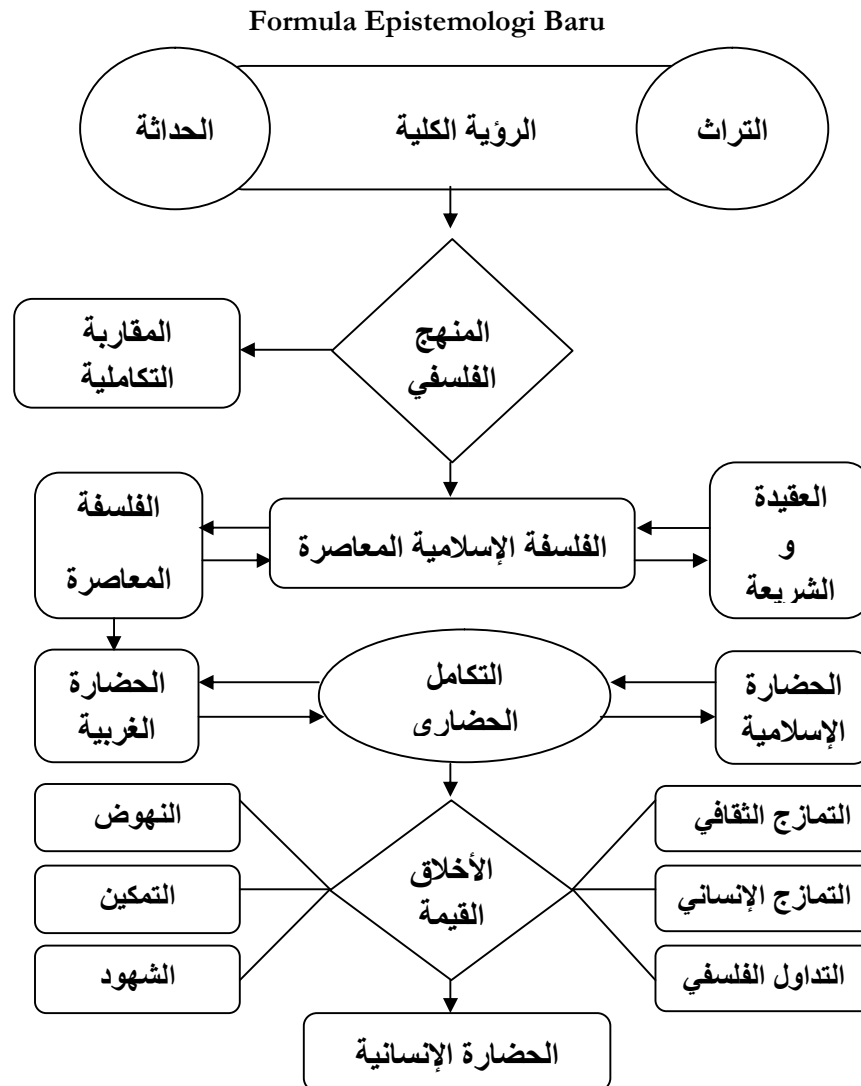 Formula Epistemologi Baru
التراث
الرؤية الكلية
الحداثة
المنهج
الفلسفي
المقاربة
التكاملية
العقيدة
و
الشريعة
الفلسفة الإسلامية المعاصرة
الفلسفة
المعاصرة
الحضارة
الإسلامية
التكامل
الحضارى
الحضارة
الغربية
التمازج الثقافي
التمازج الإنساني
التداول الفلسفي
الأخلاق
القيمة
النهوض
التمكين
الشهود
الحضارة الإنسانية